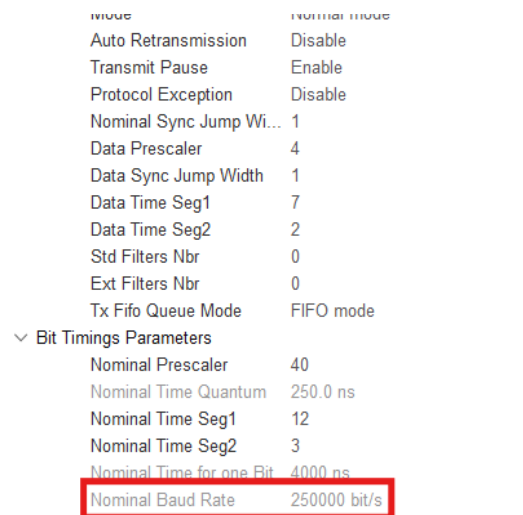 Mode Normal mode
Auto Retransmission Disable
Transmit Pause Enable
Protocol Exception Disable
Nominal Sync Jump Wi... 1
Data Prescaler 4
Data Sync Jump Width 1
Data Time Seg1 7
Data Time Seg2 2
Std Filters Nbr 0
Ext Filters Nbr 0
Tx Fifo Queue Mode FIFO mode
Bit Timings Parameters
Nominal Prescaler 40
Nominal Time Quantum 250.0 ns
Nominal Time Seg1 12
Nominal Time Seg2 3
Nominal Time for one Bit 4000 ns
Nominal Baud Rate 250000 bit/s